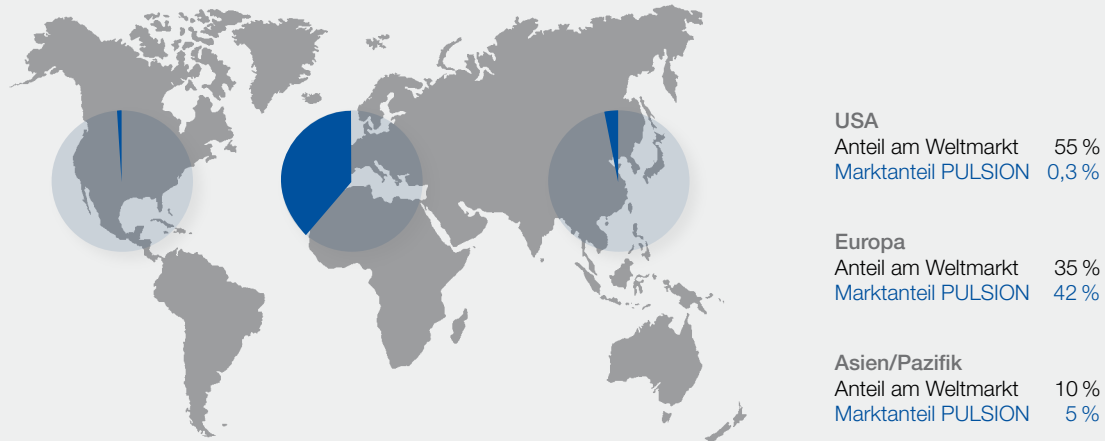 USA
Anteil am Weltmarkt 55 %
Marktanteil PULSION 0,3 %
Europa
Anteil am Weltmarkt 35 %
Marktanteil PULSION 42 %
Asien/Pazifik
Anteil am Weltmarkt 10 %
Marktanteil PULSION 5 %